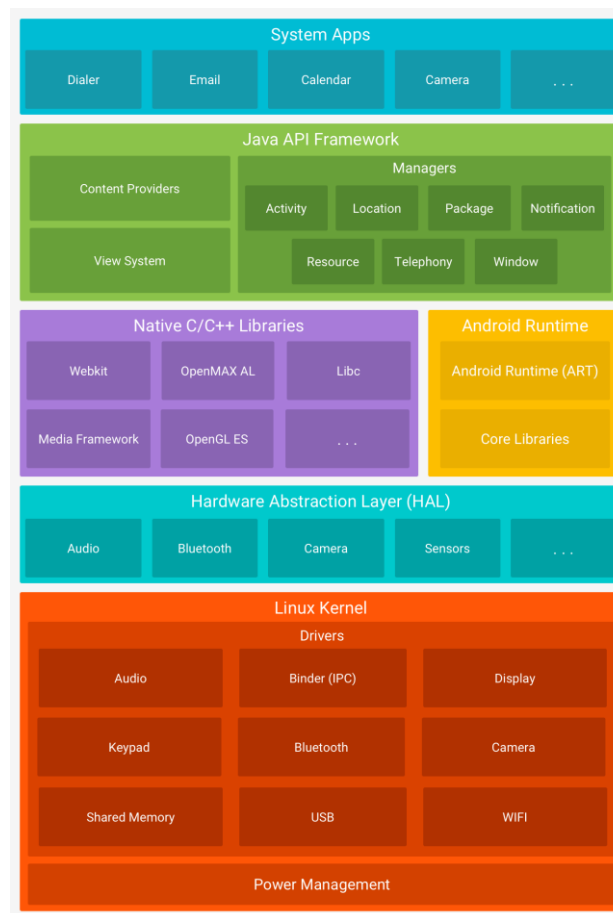 System Apps
Dialer
Email
Calendar
Camera
. . .
Java API Framework
Content Providers
View System
Managers
Activity
Location
Package
Notification
Resource
Telephony
Window
Native C/C++ Libraries
Webkit
OpenMAX AL
Libc
Media Framework
OpenGL ES
. . .
Android Runtime
Android Runtime (ART)
Core Libraries
Hardware Abstraction Layer (HAL)
Audio
Bluetooth
Camera
Sensors
. . .
Linux Kernel
Drivers
Audio
Binder (IPC)
Display
Keypad
Bluetooth
Camera
Shared Memory
USB
WIFI
Power Management